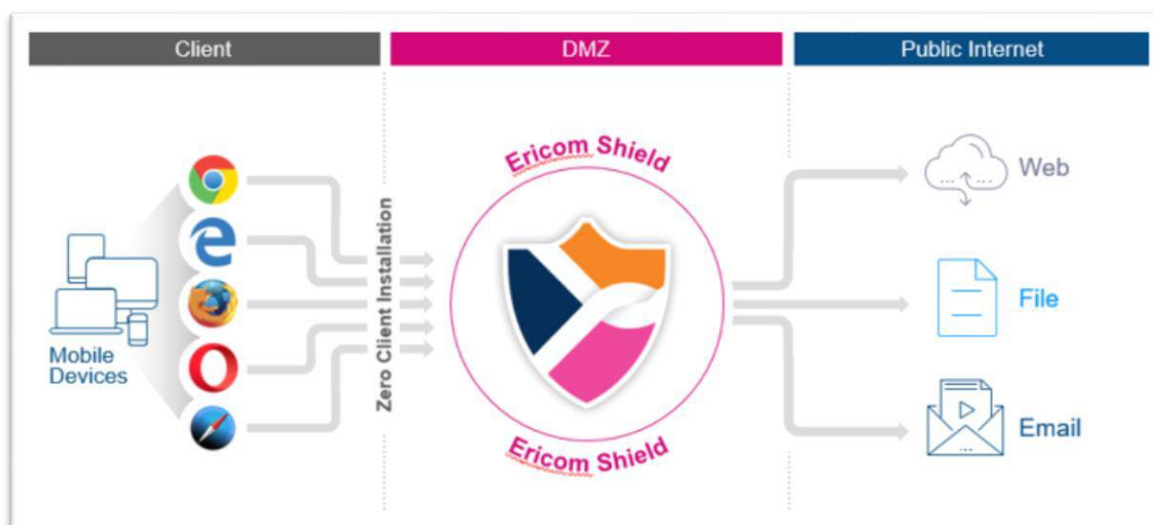 Client
DMZ
Public Internet
Ericom Shield
Web
Zero Client Installation
File
Mobile
Devices
Email
Ericom Shield